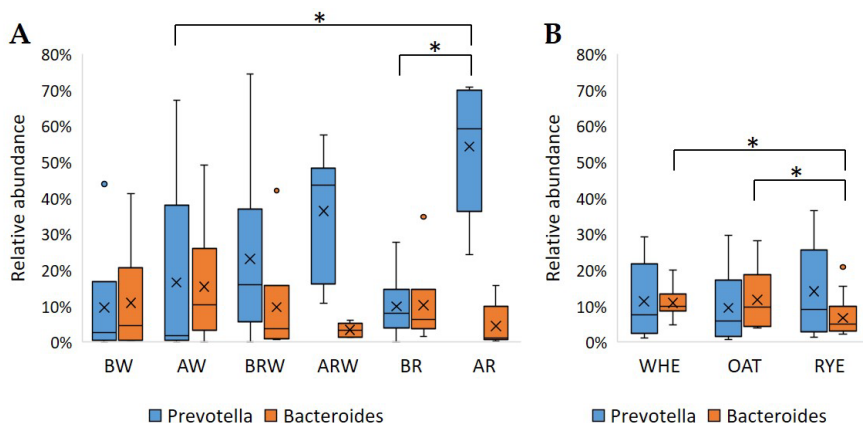 A
*
*
80%
70%
60%
50%
40%
30%
20%
10%
0%
Relative abundance
BW AW BRW ARW BR AR
Prevotella Bacteroides
B
*
*
80%
70%
60%
50%
40%
30%
20%
10%
0%
Relative abundance
WHE OAT RYE
Prevotella Bacteroides